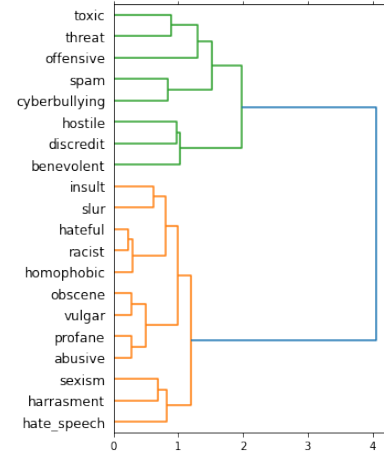 toxic
threat
offensive
spam
cyberbullying
hostile
discredit
benevolent
insult
slur
hateful
racist
homophobic
obscene
vulgar
profane
abusive
sexism
harrasment
hate_speech
0 1 2 3 4